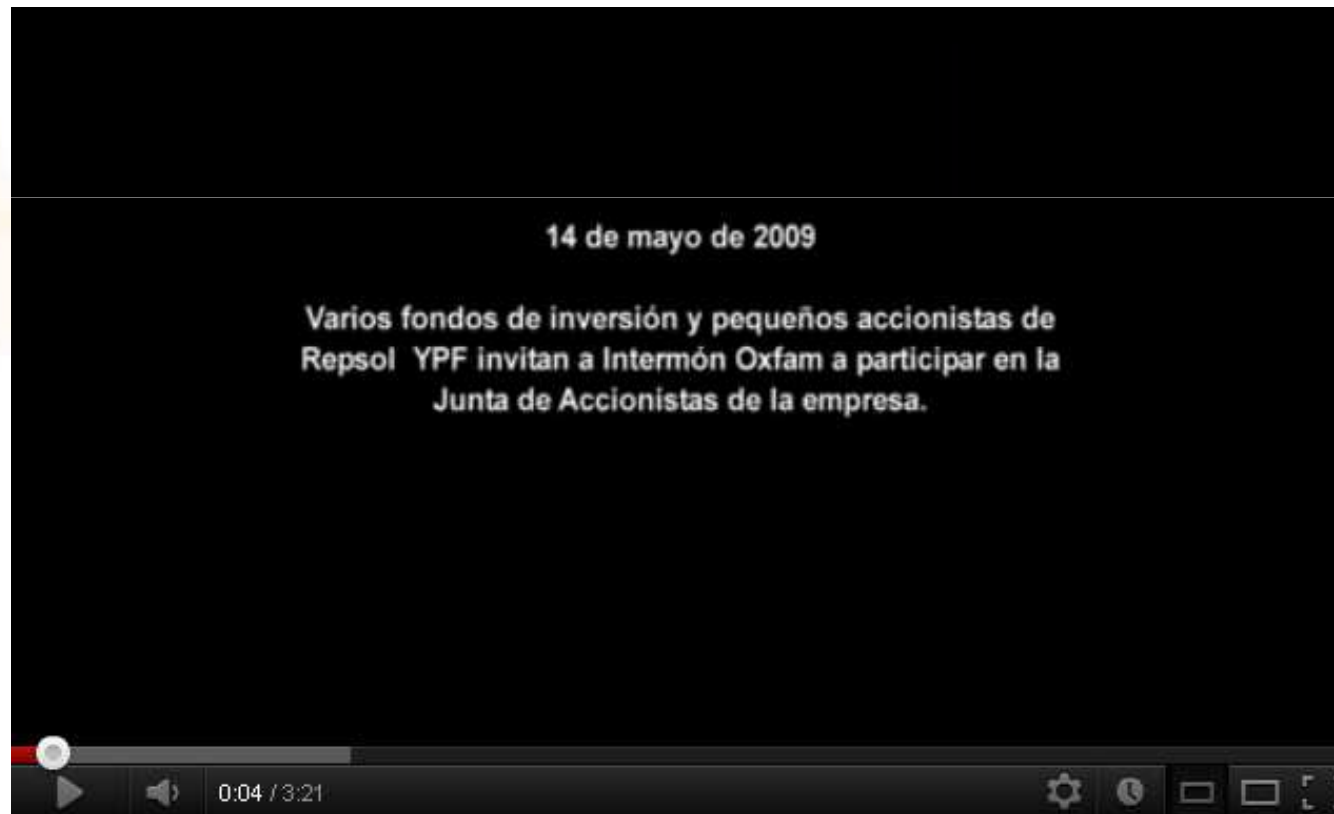 14 de mayo de 2009
Varios fondos de inversión y pequeños accionistas de
Repsol YPF invitan a Intermón Oxfam a participar en la
Junta de Accionistas de la empresa.
0:04 / 3:21